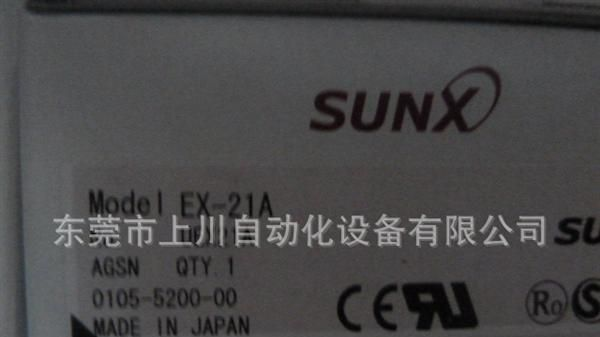 SUNX
Model EX-21A
东莞市上川自动化设备有限公司
SU
AGSN QTY.1
0105-5200-00
MADE IN JAPAN